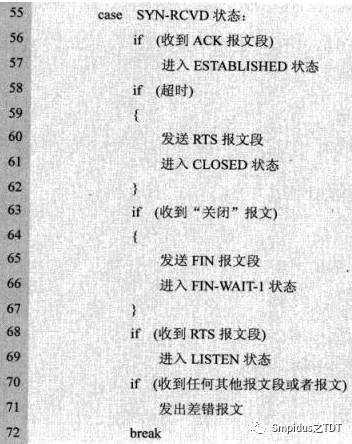 55 case SYN-RCVD 状态:
56 if (收到 ACK 报文段)
57 进入 ESTABLISHED 状态
58 if (超时)
59 {
60 发送 RTS 报文段
61 进入 CLOSED 状态
62 }
63 if (收到“关闭”报文)
64 {
65 发送 FIN 报文段
66 进入 FIN-WAIT-1 状态
67 }
68 if (收到 RTS 报文段)
69 进入 LISTEN 状态
70 if (收到任何其他报文段或者报文)
71 发出差错报文
Smpidus之TDT
72 break